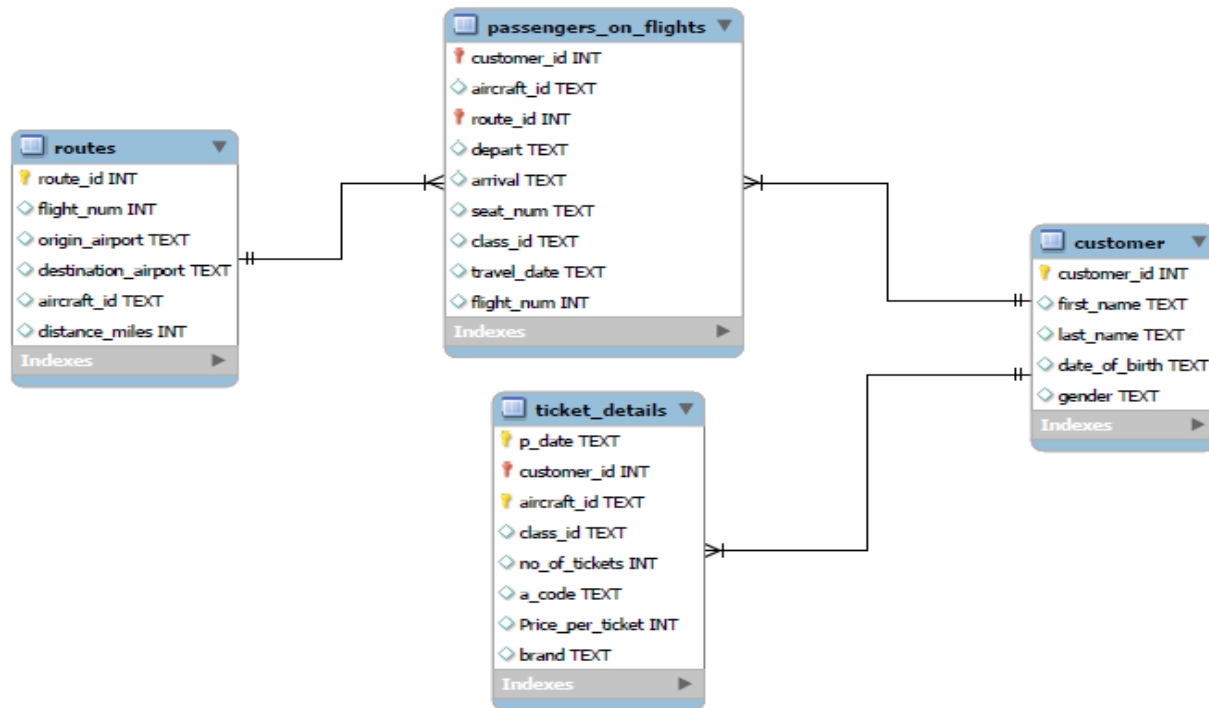 passengers_on_flights
customer_id INT
aircraft_id TEXT
route_id INT
depart TEXT
arrival TEXT
seat_num TEXT
class_id TEXT
travel_date TEXT
flight_num INT
Indexes
routes
route_id INT
flight_num INT
origin_airport TEXT
destination_airport TEXT
aircraft_id TEXT
distance_miles INT
Indexes
customer
customer_id INT
first_name TEXT
last_name TEXT
date_of_birth TEXT
gender TEXT
Indexes
ticket_details
p_date TEXT
customer_id INT
aircraft_id TEXT
class_id TEXT
no_of_tickets INT
a_code TEXT
Price_per_ticket INT
brand TEXT
Indexes